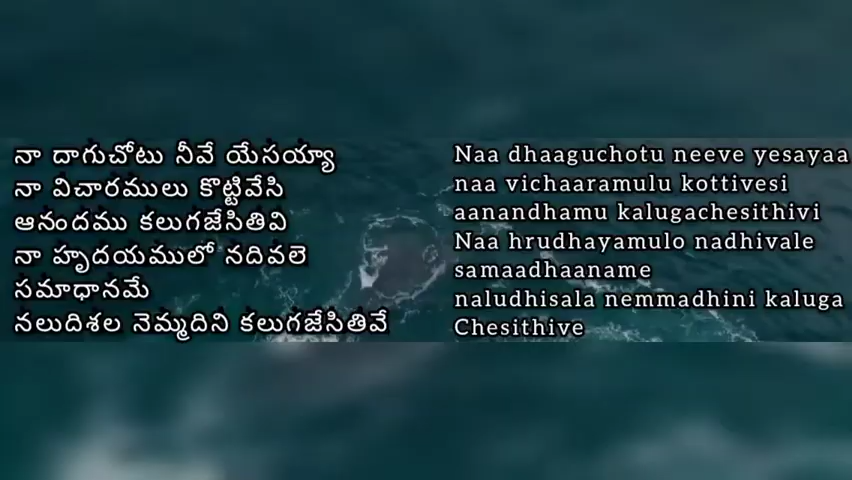 నా దాగుచోటు నీవే యేసయ్యా
నా విచారములు కొట్టివేసి
ఆనందము కలుగజేసితివి
నా హృదయములో నదివలె
సమాధానమే
నలుదిశల నెమ్మదిని కలుగజేసితివే
Naa dhaaguchotu neeve yesayaa
naa vichaaramulu kottivesi
aanandhamu kalugachesithivi
Naa hrudhayamulo nadhivale
samaadhaaname
naludhisala nemmadhini kaluga
Chesithive